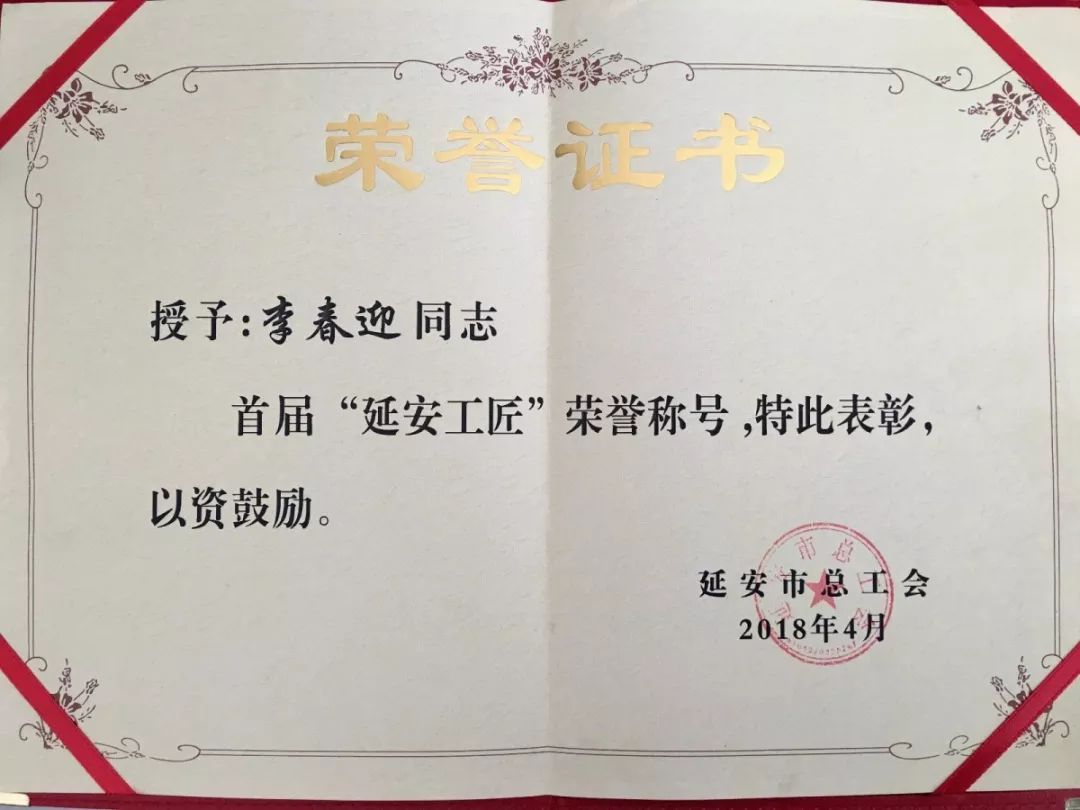 荣誉证书
授予:李春迎同志
首届“延安工匠”荣誉称号,特此表彰,
以资鼓励。
延安市总工会
2018年4月